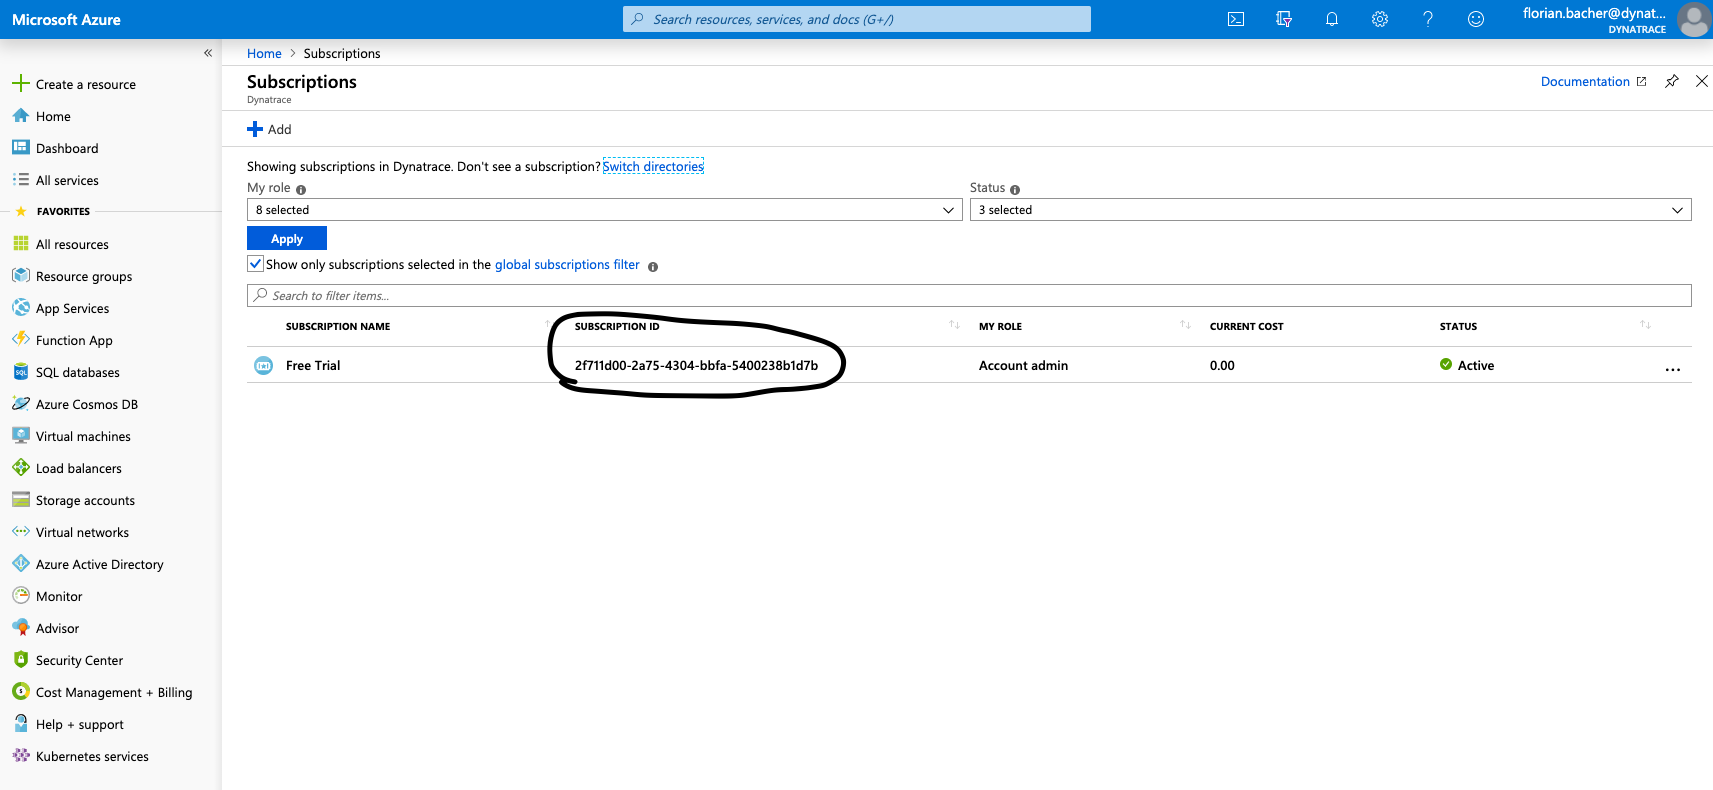 Microsoft Azure
Search resources, services, and docs (G+/)
florian.bacher@dynat...
DYNATRACE
Home > Subscriptions
Subscriptions
Dynatrace
Documentation
Create a resource
Home
Dashboard
All services
FAVORITES
All resources
Resource groups
App Services
Function App
SQL databases
Azure Cosmos DB
Virtual machines
Load balancers
Storage accounts
Virtual networks
Azure Active Directory
Monitor
Advisor
Security Center
Cost Management + Billing
Help + support
Kubernetes services
Add
Showing subscriptions in Dynatrace. Don't see a subscription? Switch directories
My role Status
8 selected 3 selected
Apply
Show only subscriptions selected in the global subscriptions filter
Search to filter items...
SUBSCRIPTION NAME SUBSCRIPTION ID MY ROLE CURRENT COST STATUS
Free Trial 2f711d00-2a75-4304-bbfa-5400238b1d7b Account admin 0.00 Active ...